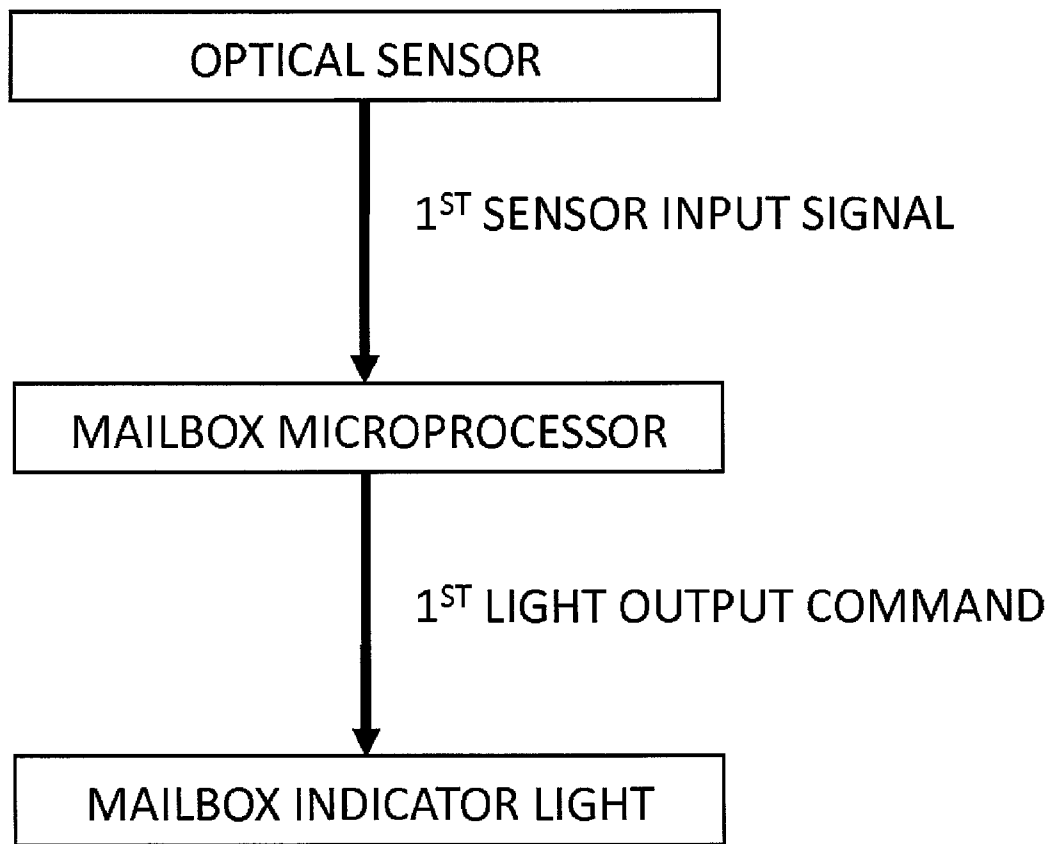 OPTICAL SENSOR
1ST SENSOR INPUT SIGNAL
MAILBOX MICROPROCESSOR
1ST LIGHT OUTPUT COMMAND
MAILBOX INDICATOR LIGHT